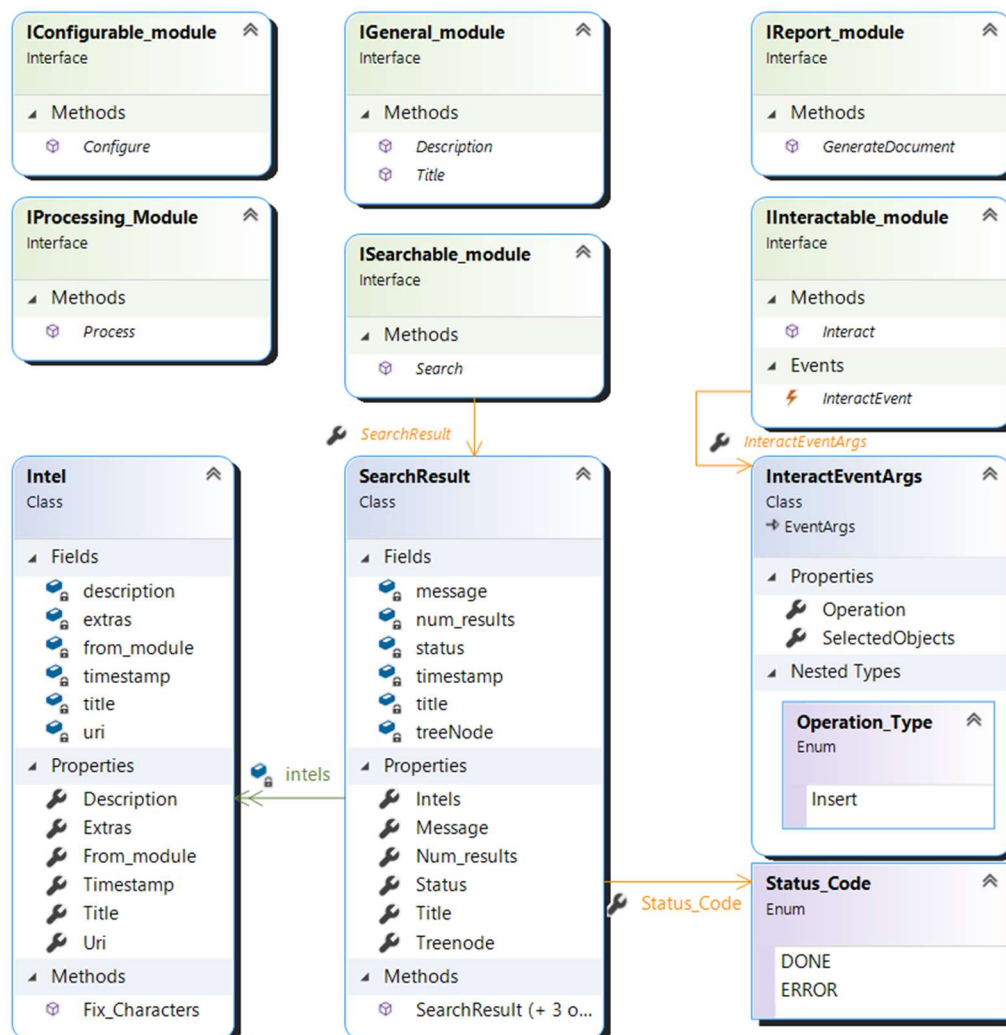 IConfigurable_module
Interface
Methods
Configure
IGeneral_module
Interface
Methods
Description
Title
IReport_module
Interface
Methods
GenerateDocument
IProcessing_Module
Interface
Methods
Process
ISearchable_module
Interface
Methods
Search
IInteractable_module
Interface
Methods
Interact
Events
InteractEvent
SearchResult
InteractEventArgs
Intel
Class
Fields
description
extras
from_module
timestamp
title
uri
Properties
Description
Extras
From_module
Timestamp
Title
Uri
Methods
Fix_Characters
intels
SearchResult
Class
Fields
message
num_results
status
timestamp
title
treeNode
Properties
Intels
Message
Num_results
Status
Title
Treenode
Methods
SearchResult (+ 3 o...
Status_Code
InteractEventArgs
Class
EventArgs
Properties
Operation
SelectedObjects
Nested Types
Operation_Type
Enum
Insert
Status_Code
Enum
DONE
ERROR